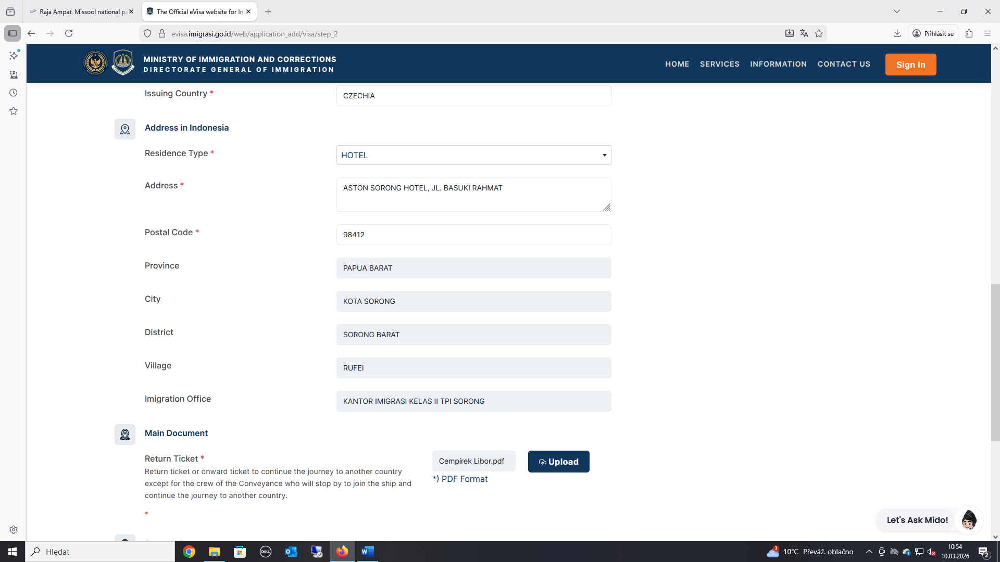 Raja Ampat, Missool national pa
The Official eVisa website for In
evisa.imigrasi.go.id/web/application_add/visa/step_2
Přihlásit se
MINISTRY OF IMMIGRATION AND CORRECTIONS
DIRECTORATE GENERAL OF IMMIGRATION
HOME
SERVICES
INFORMATION
CONTACT US
Sign In
Issuing Country *
CZECHIA
Address in Indonesia
Residence Type *
HOTEL
Address *
ASTON SORONG HOTEL, JL. BASUKI RAHMAT
Postal Code *
98412
Province
PAPUA BARAT
City
KOTA SORONG
District
SORONG BARAT
Village
RUFEI
Imigration Office
KANTOR IMIGRASI KELAS II TPI SORONG
Main Document
Return Ticket *
Cempírek Libor.pdf
Upload
*) PDF Format
Return ticket or onward ticket to continue the journey to another country
except for the crew of the Conveyance who will stop by to join the ship and
continue the journey to another country.
*
Let's Ask Mido!
Hledat
DELL
3
10°C Převáž. oblačno
10:54
10.03.2026
2